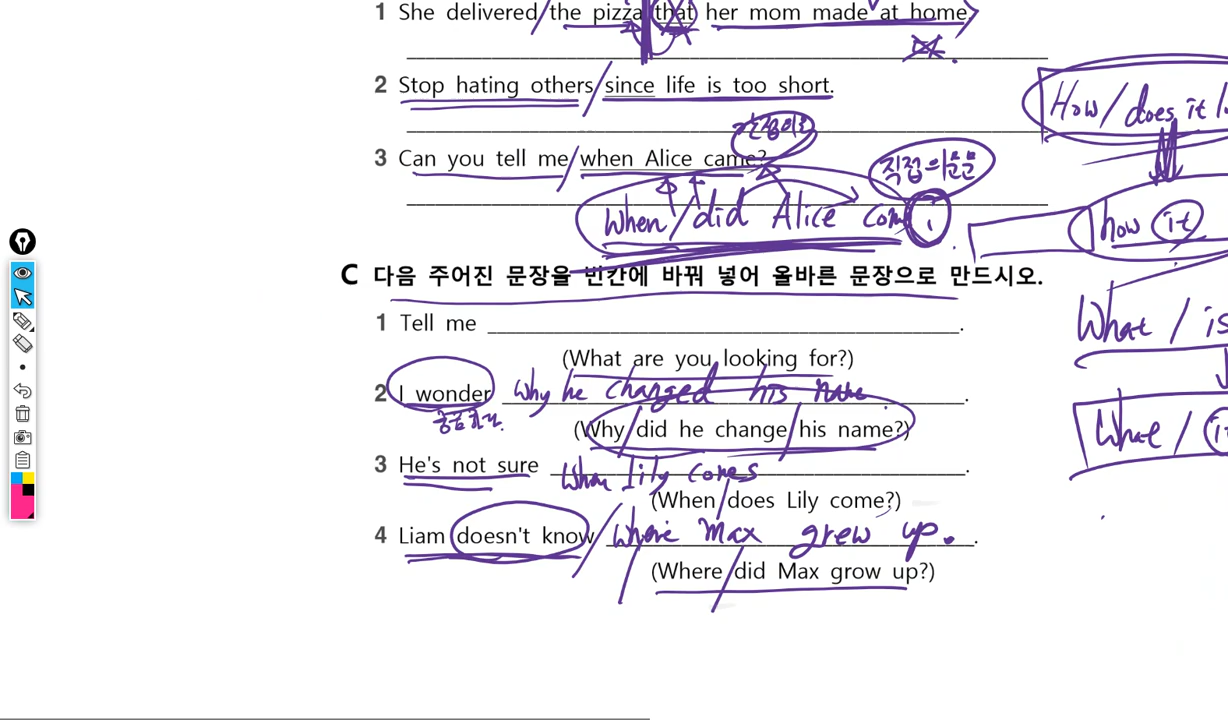 1 She delivered the pizza that her mom made at home
2 Stop hating others since life is too short.
How / does it
간접의문
3 Can you tell me when Alice came?
직접의문문
When / did Alice come
how it
C 다음 주어진 문장을 빈칸에 바꿔 넣어 올바른 문장으로 만드시오.
1 Tell me ________.
What / is
(What are you looking for?)
2 I wonder why he changed his name.
궁금하다.
(Why did he change his name?)
What / it
3 He's not sure when lily comes.
(When does Lily come?)
4 Liam doesn't know where Max grew up.
(Where did Max grow up?)